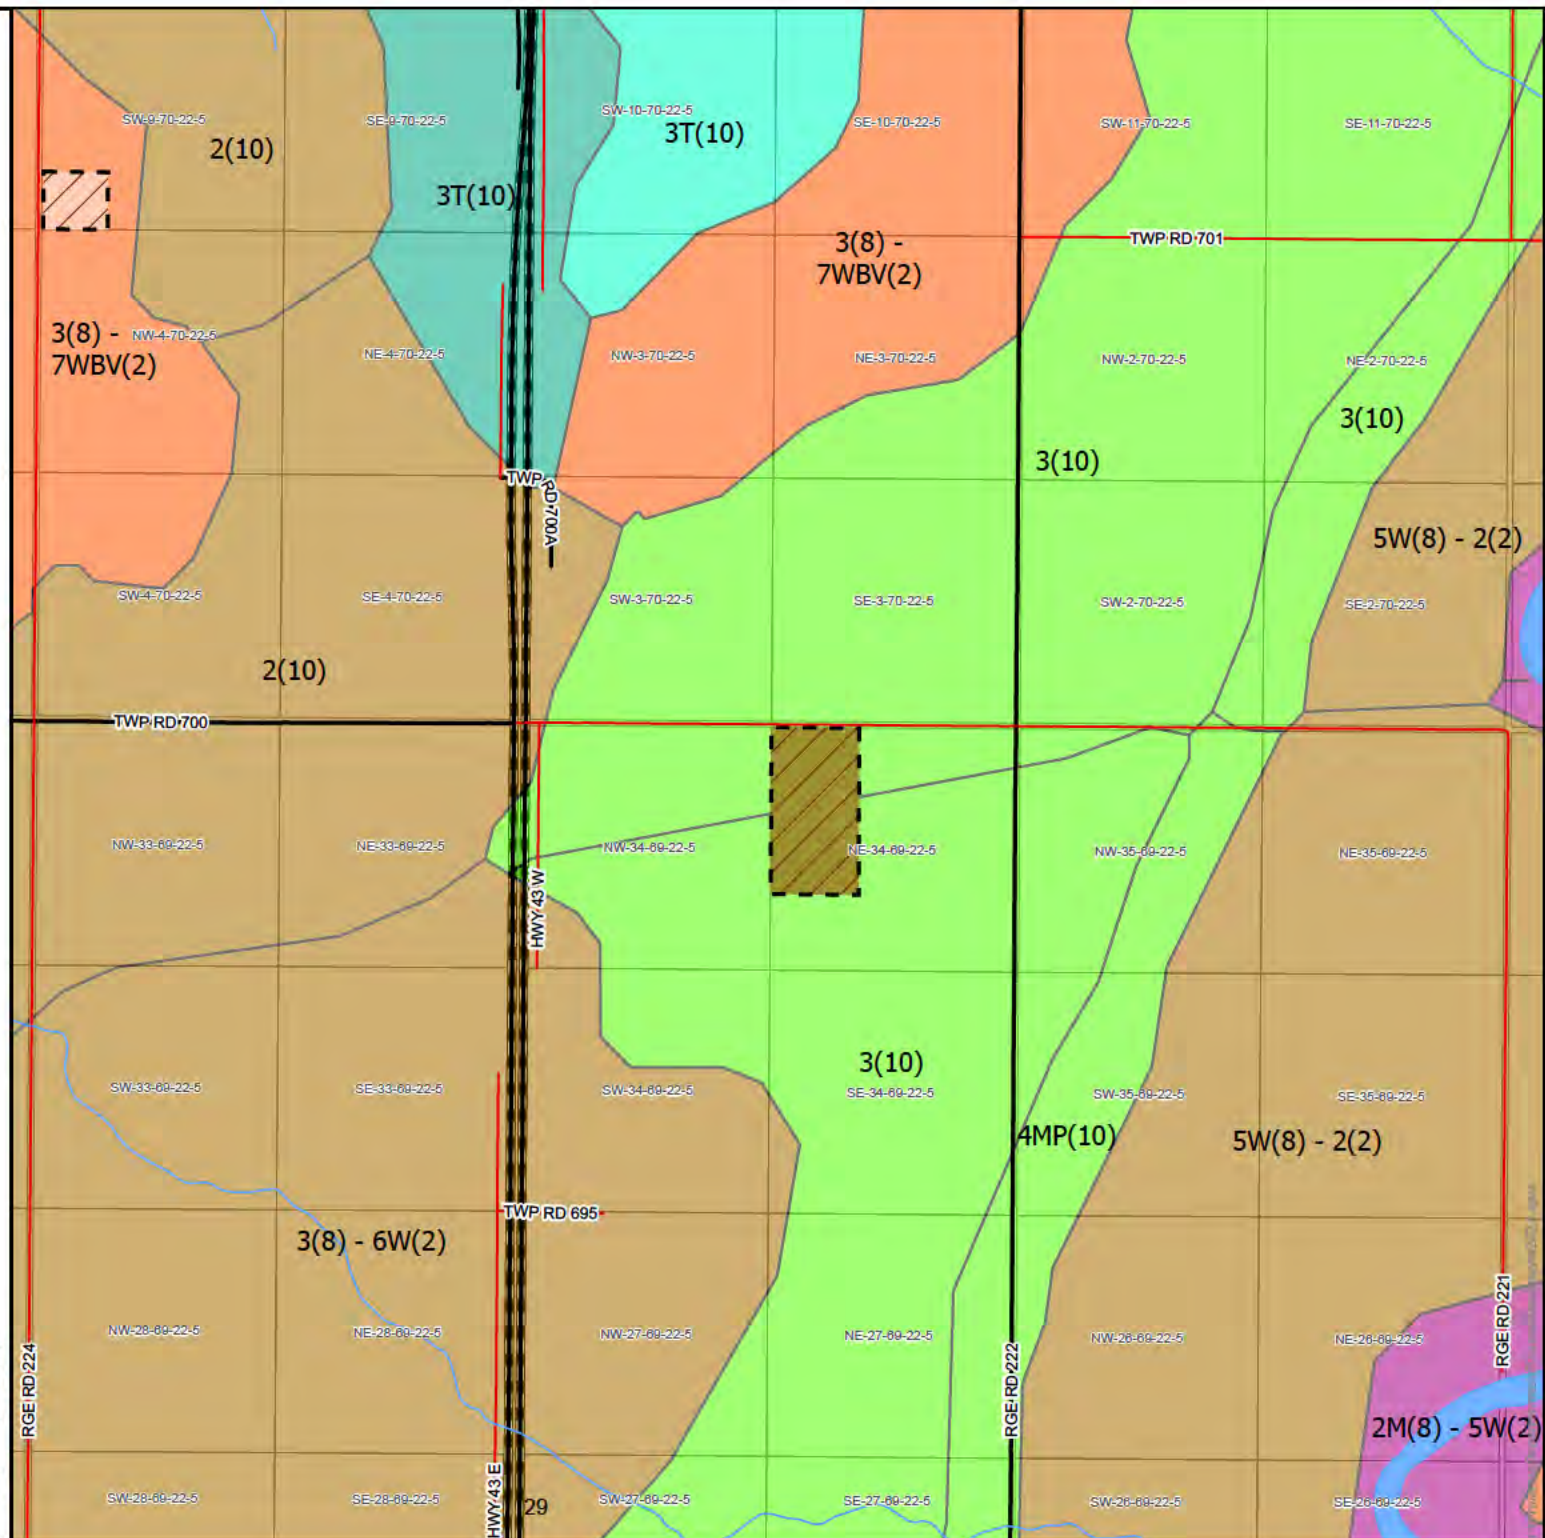 SW-10-70-22-5
SW-9-70-22-5
SE-9-70-22-5
3T(10)
SE-10-70-22-5
SW-11-70-22-5
SE-11-70-22-5
2(10)
3T(10)
3(8) -
7WBV(2)
TWP RD 701
3(8) -
7WBV(2)
NW-4-70-22-5
NE-4-70-22-5
NW-3-70-22-5
NE-3-70-22-5
NW-2-70-22-5
NE-2-70-22-5
3(10)
3(10)
TWP RD 700A
5W(8) - 2(2)
SW-4-70-22-5
SE-4-70-22-5
SW-3-70-22-5
SE-3-70-22-5
SW-2-70-22-5
SE-2-70-22-5
2(10)
TWP RD 700
NW-33-69-22-5
NE-33-69-22-5
NW-34-69-22-5
NE-34-69-22-5
NW-35-69-22-5
NE-35-69-22-5
HWY 43 W
3(10)
SW-33-69-22-5
SE-33-69-22-5
SW-34-69-22-5
SE-34-69-22-5
SW-35-69-22-5
SE-35-69-22-5
4MP(10)
5W(8) - 2(2)
TWP RD 695
3(8) - 6W(2)
NW-28-69-22-5
NE-28-69-22-5
NW-27-69-22-5
NE-27-69-22-5
NW-26-69-22-5
NE-26-69-22-5
RGE RD 224
RGE RD 222
RGE RD 221
2M(8) - 5W(2)
SW-28-69-22-5
SE-28-69-22-5
HWY 43 E
29
SW-27-69-22-5
SE-27-69-22-5
SW-26-69-22-5
SE-26-69-22-5